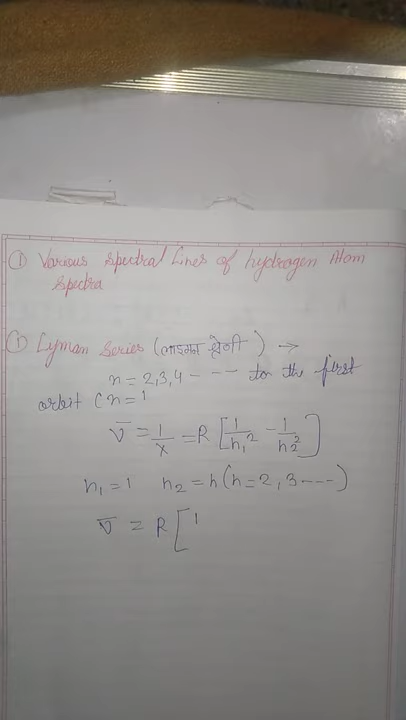 ① Various Spectral Lines of hydrogen Atom
Spectra
① Lyman Series (लाइमन श्रेणी) →
n = 2,3,4 - - - - to the first
orbit (n = 1
ν̅ = 1/λ = R [1/n₁² - 1/n₂²]
n₁ = 1 n₂ = n (n = 2, 3 - - - -)
ν̅ = R [1